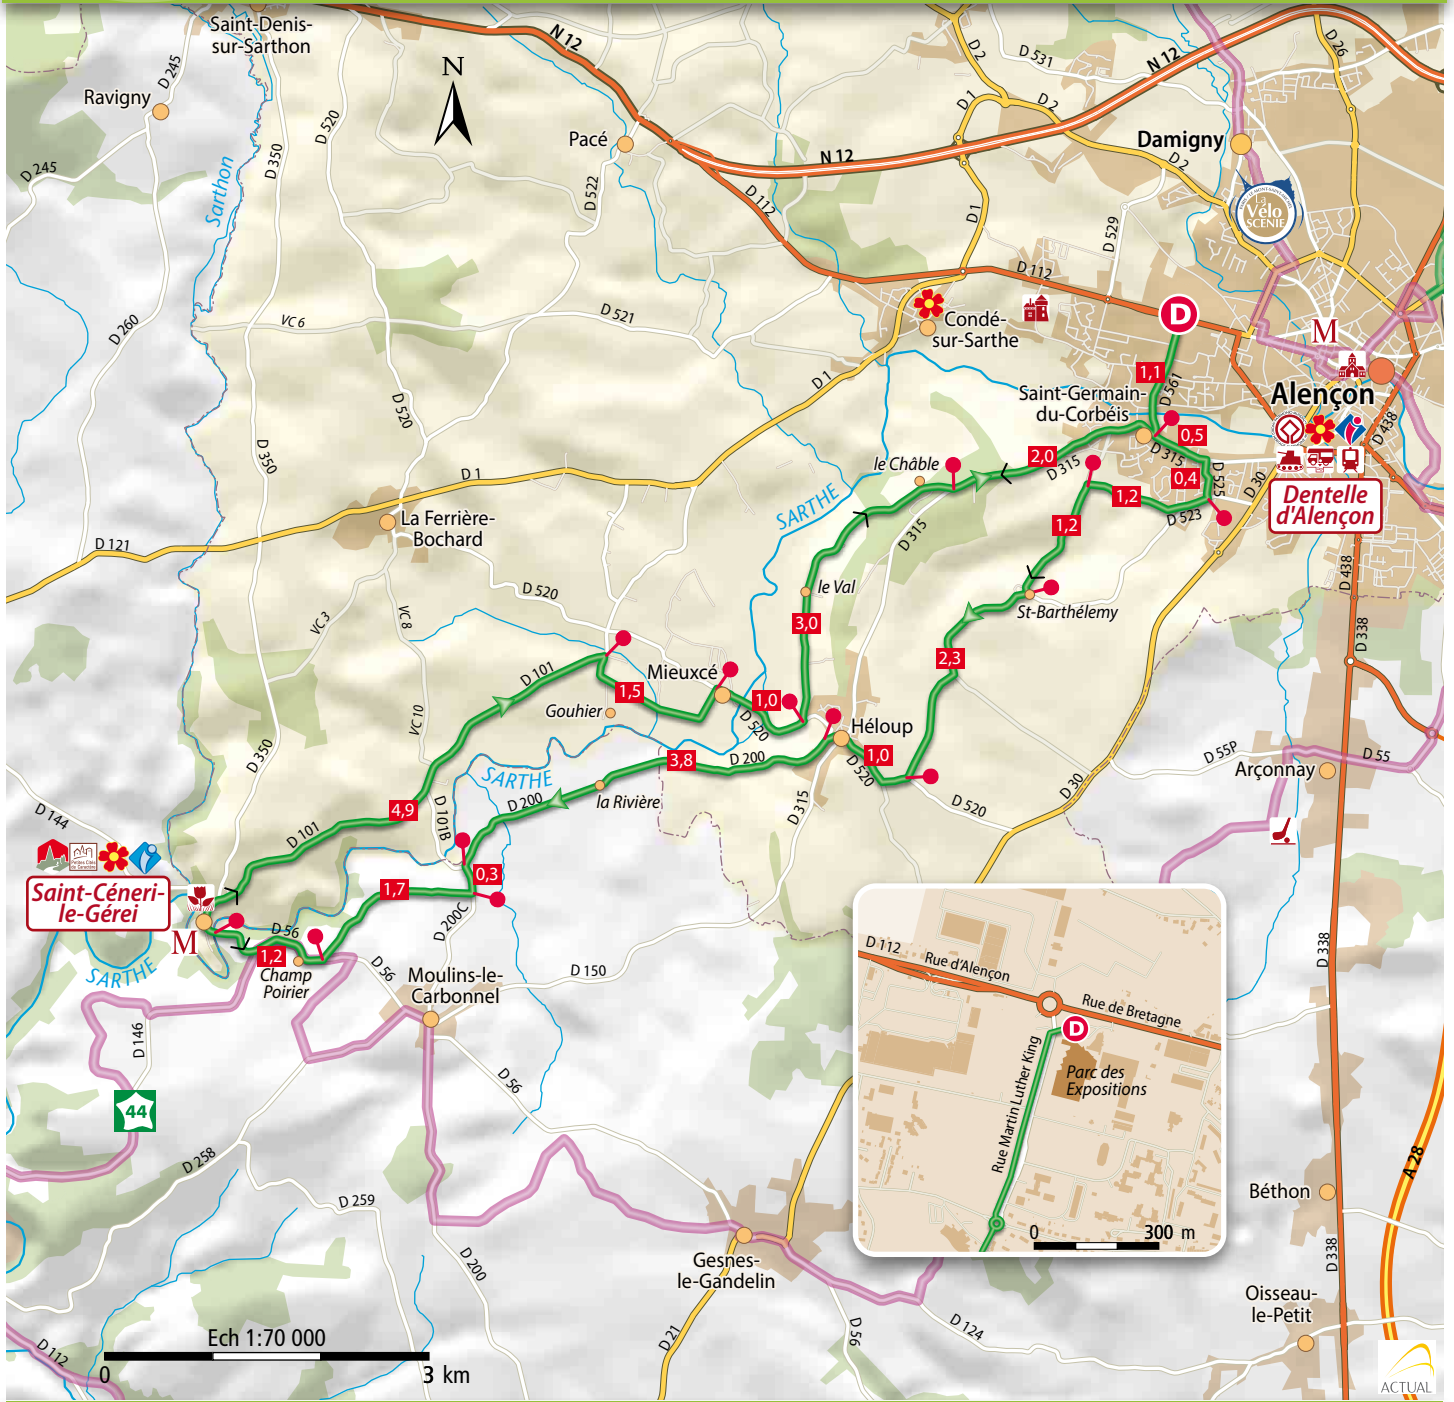 Saint-Denis-
sur-Sarthon
N 12
D 2
D 531
N 12
D 26
D 245
Ravigny
N
D 520
D 350
Pacé
D 1
D 2
Damigny
D 2
N 12
D 245
Sarthon
D 522
D 112
D 1
D 529
La
Vélo
SCÉNIE
D 112
D 260
VC 6
D 521
Condé-
sur-Sarthe
D
M
1,1
D 561
D 1
D 520
Saint-Germain-
du-Corbéis
Alençon
0,5
D 438
D 350
2,0
D 315
D 315
le Châble
D 1
0,4
D 525
D 30
SARTHE
1,2
D 523
Dentelle
d'Alençon
La Ferrière-
Bochard
D 121
1,2
D 315
D 438
D 520
le Val
St-Barthélemy
VC 3
VC 8
3,0
D 338
2,3
D 101
Mieuxcé
1,5
1,0
Gouhier
D 520
VC 10
Héloup
D 350
3,8
D 200
1,0
D 520
D 55P
D 55
Arçonnay
SARTHE
la Rivière
D 30
D 200
D 315
D 520
D 144
4,9
D 101
D 101B
Petites Cités
de Caractère
Saint-Céneri-
le-Gérei
0,3
1,7
D 200C
D 56
M
1,2
SARTHE
Champ
Poirier
D 56
Moulins-le-
Carbonnel
D 150
D 338
D 112
Rue d'Alençon
Rue de Bretagne
D
Parc des
Expositions
Rue Martin Luther King
0 300 m
D 146
44
D 56
D 258
D 259
A 28
Béthon
D 200
Gesnes-
le-Gandelin
D 338
Oisseau-
le-Petit
D 21
D 56
D 124
D 112
Ech 1:70 000
0 3 km
ACTUAL